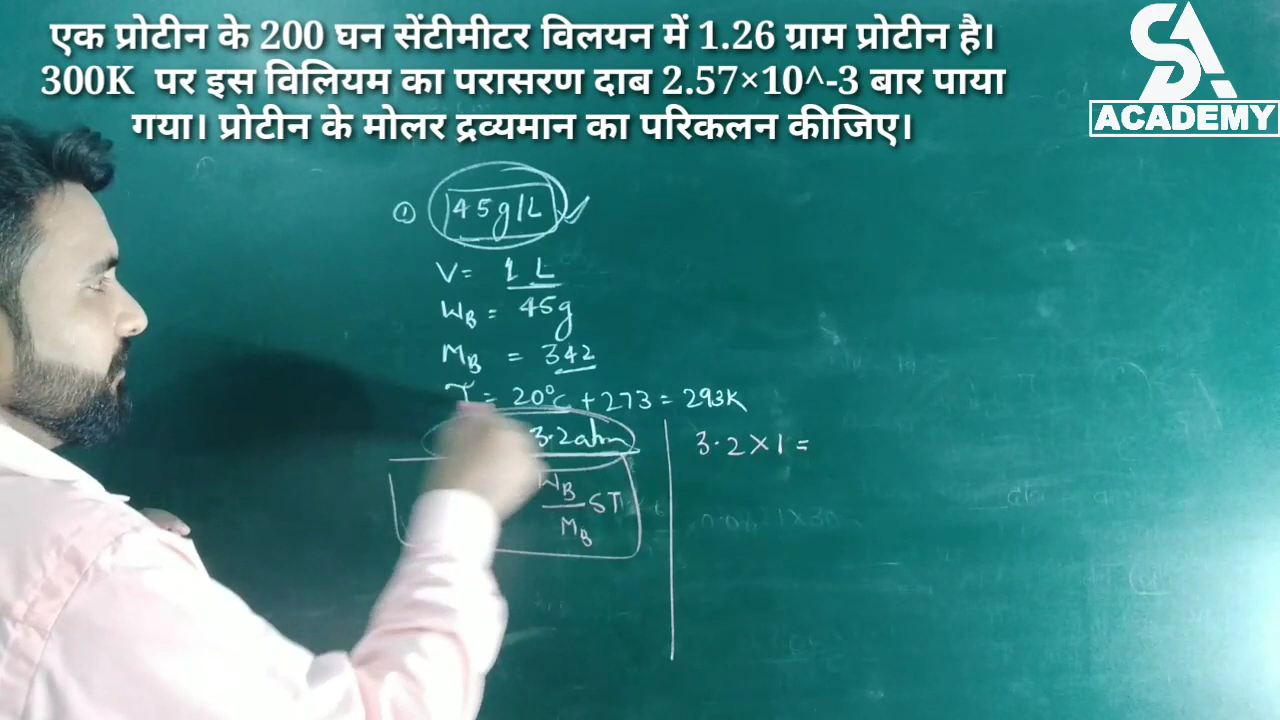 एक प्रोटीन के 200 घन सेंटीमीटर विलयन में 1.26 ग्राम प्रोटीन है।
300K पर इस विलियम का परासरण दाब 2.57×10^-3 बार पाया
गया। प्रोटीन के मोलर द्रव्यमान का परिकलन कीजिए।
SA
ACADEMY
① 45g/L
V= 1 L
WB = 45g
MB = 342
T = 20°C + 273 = 293K
3.2atm
3.2×1 =
WB
ST
MB